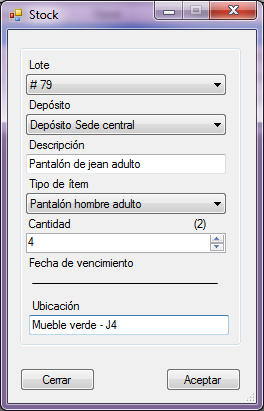 Stock
Lote
# 79
Depósito
Depósito Sede central
Descripción
Pantalón de jean adulto
Tipo de ítem
Pantalón hombre adulto
Cantidad (2)
4
Fecha de vencimiento
Ubicación
Mueble verde - J4
Cerrar Aceptar